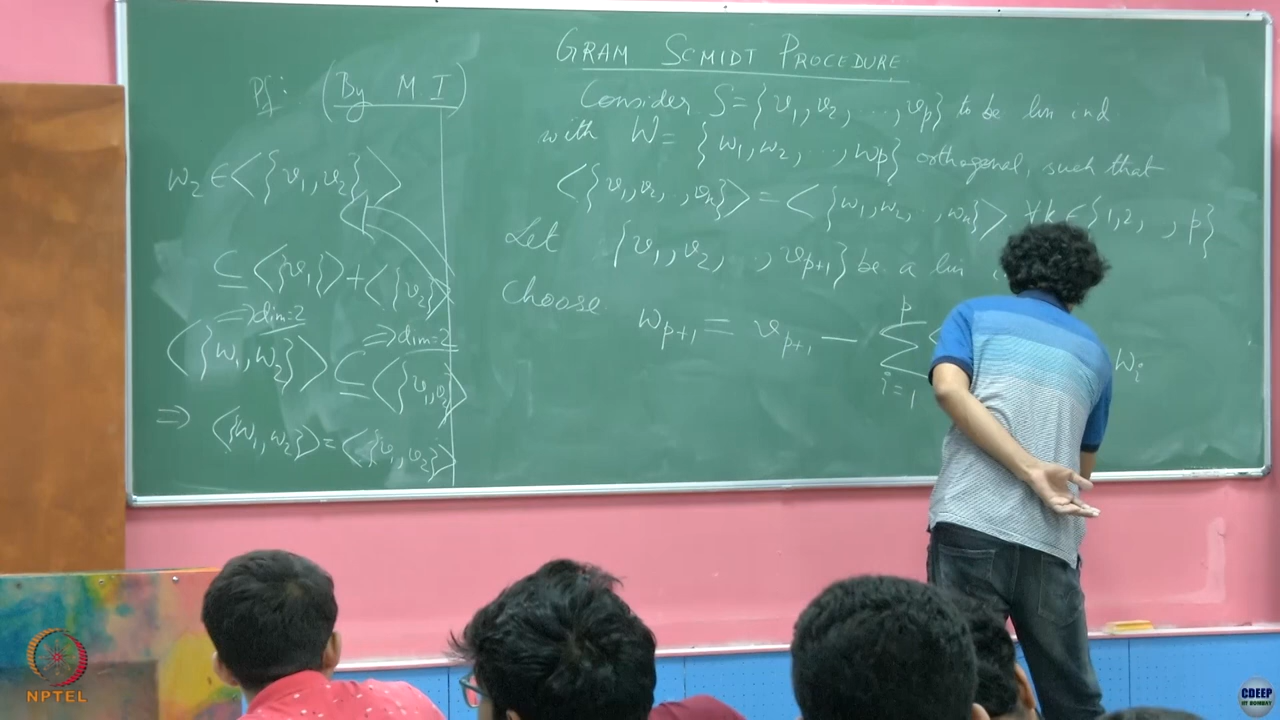 GRAM SCMIDT PROCEDURE
Pf: (By M I)
w₂ ∈ <{v₁, v₂}>
⊆ <{v₁}> + <{v₂}>
⇒ dim=2
⇒ dim=2
<{w₁, w₂}> ⊆ <{v₁, v₂}>
⇒ <{w₁, w₂}> = <{v₁, v₂}>
Consider S = {v₁, v₂, .., vp} to be lin ind
with W = {w₁, w₂, .., wp} orthogonal, such that
<{v₁, v₂, .., vₖ}> = <{w₁, w₂, .., wₖ}> ∀ k ∈ {1, 2, , p}
Let {v₁, v₂, .., vp+1} be a lin
Choose wp+1 = vp+1 − Σ p i=1 < wᵢ
NPTEL
CDEEP
IIT BOMBAY